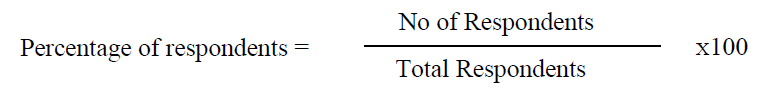 No of Respondents
Percentage of respondents = x100
Total Respondents